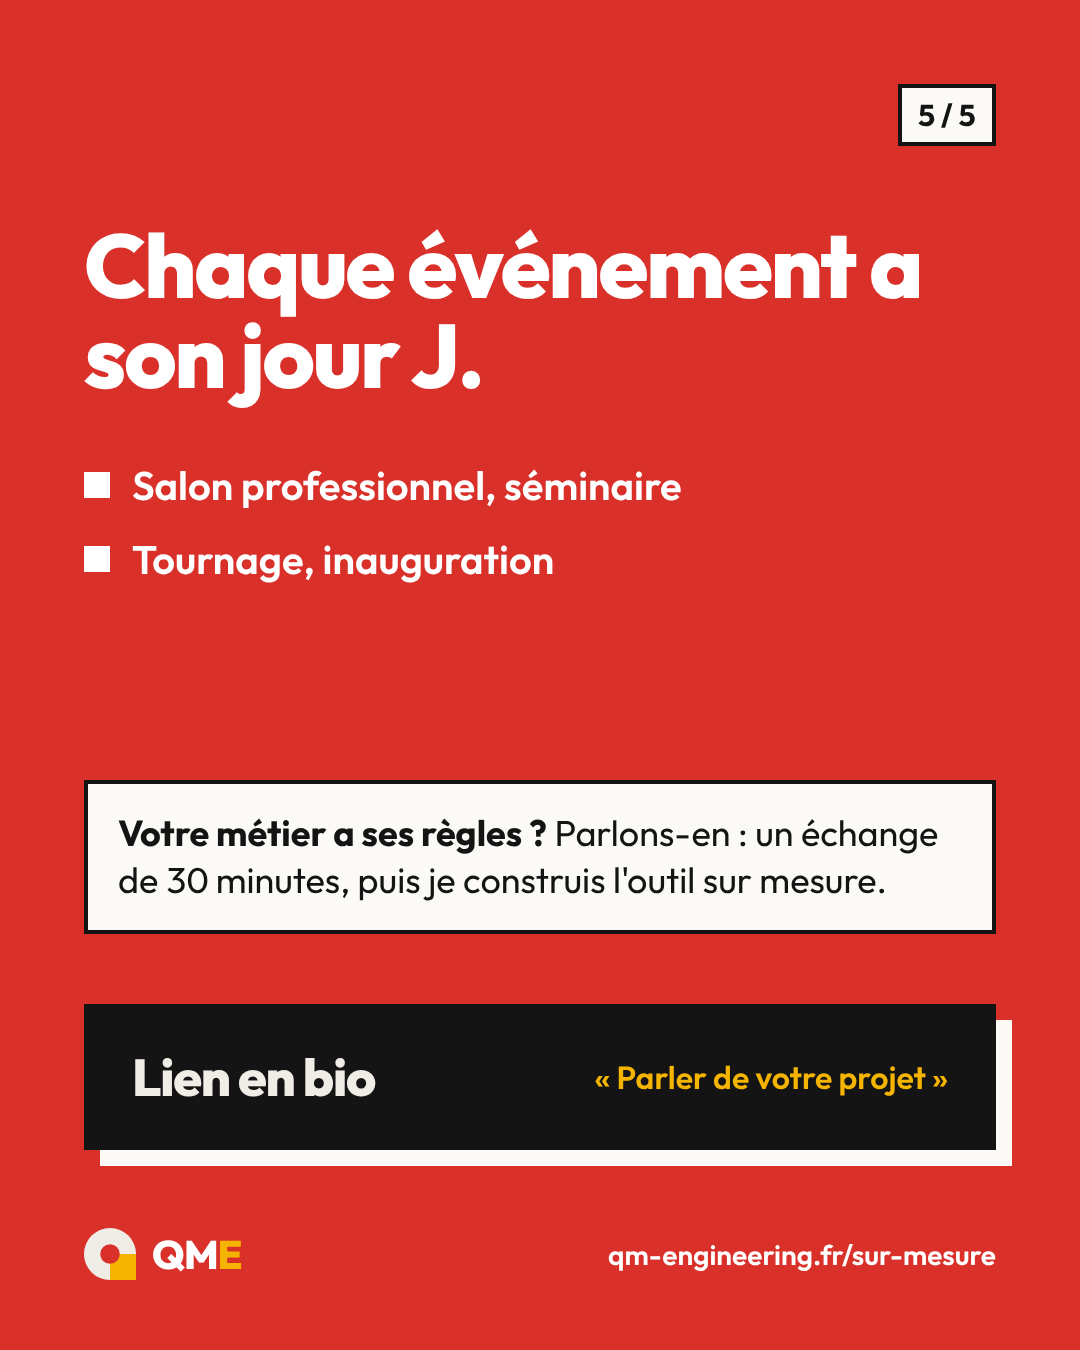 5 / 5
Chaque événement a
son jour J.
Salon professionnel, séminaire
Tournage, inauguration
Votre métier a ses règles ? Parlons-en : un échange
de 30 minutes, puis je construis l'outil sur mesure.
Lien en bio
« Parler de votre projet »
QME
qm-engineering.fr/sur-mesure